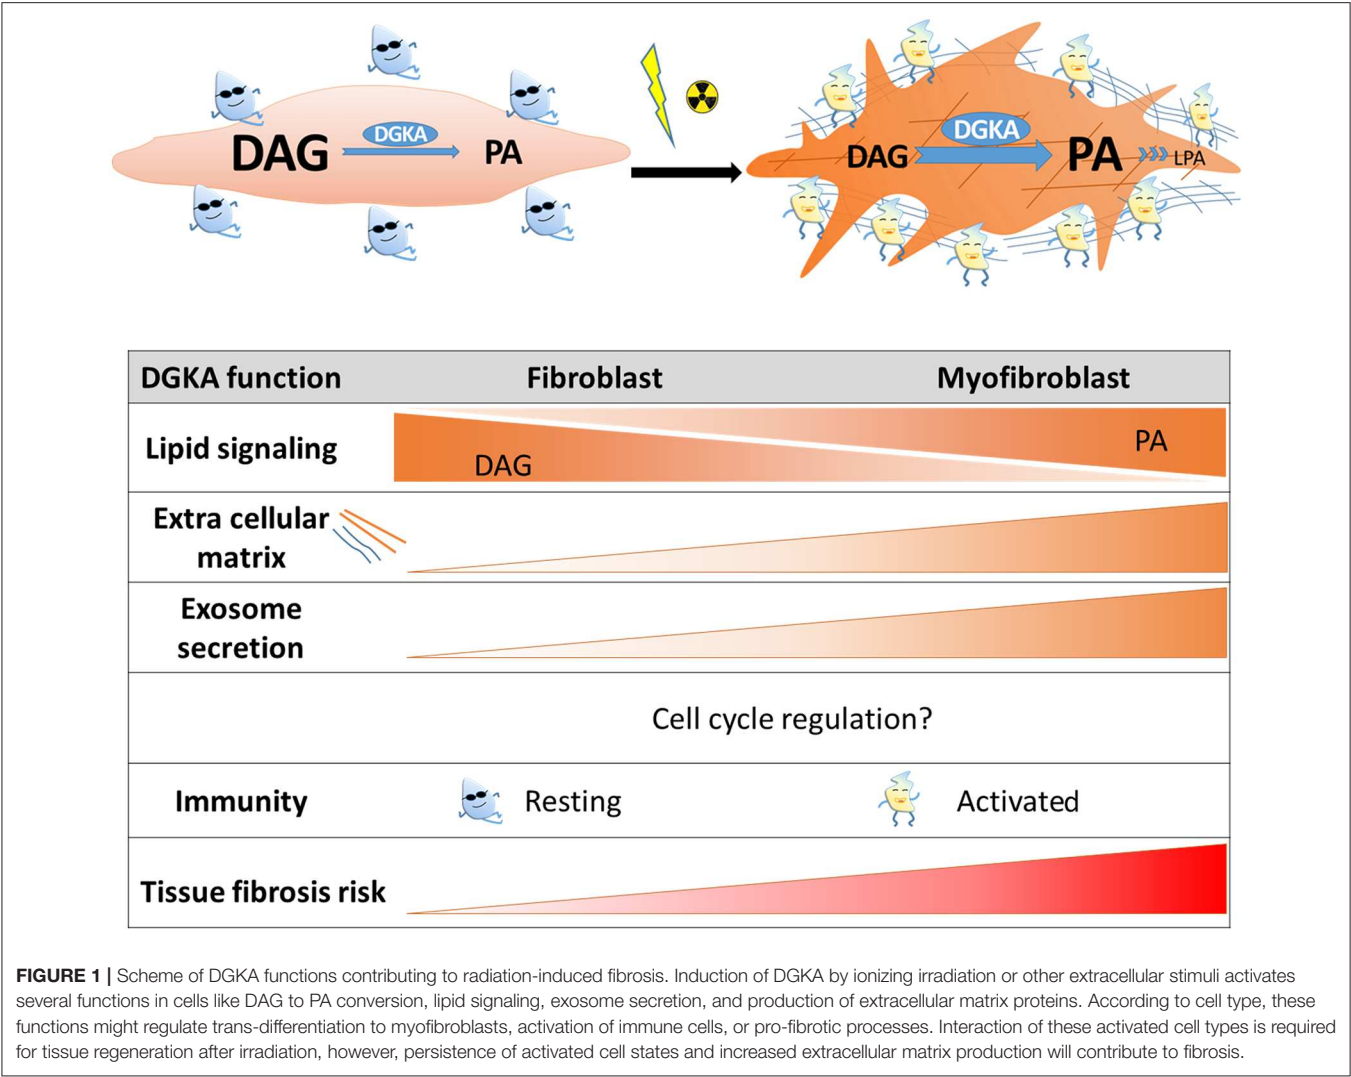 DAG DGKA PA
DAG DGKA PA LPA
DGKA function Fibroblast Myofibroblast
Lipid signaling DAG PA
Extra cellular
matrix
Exosome
secretion
Cell cycle regulation?
Immunity Resting Activated
Tissue fibrosis risk
FIGURE 1 | Scheme of DGKA functions contributing to radiation-induced fibrosis. Induction of DGKA by ionizing irradiation or other extracellular stimuli activates
several functions in cells like DAG to PA conversion, lipid signaling, exosome secretion, and production of extracellular matrix proteins. According to cell type, these
functions might regulate trans-differentiation to myofibroblasts, activation of immune cells, or pro-fibrotic processes. Interaction of these activated cell types is required
for tissue regeneration after irradiation, however, persistence of activated cell states and increased extracellular matrix production will contribute to fibrosis.